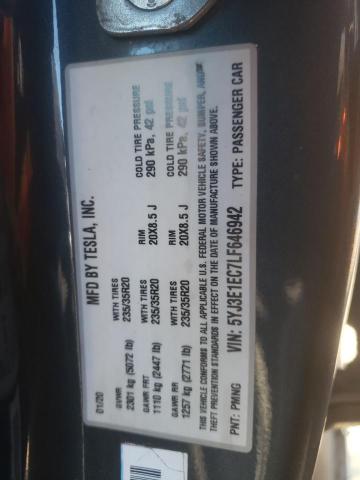 MFD BY TESLA, INC.
01/20
GVWR
2301 kg (5072 lb)
WITH TIRES
235/35R20
COLD TIRE PRESSURE
290 kPa, 42 psi
GAWR FRT
1110 kg (2447 lb)
WITH TIRES
235/35R20
RIM
20X8.5 J
COLD TIRE PRESSURE
290 kPa, 42 psi
GAWR RR
1257 kg (2771 lb)
WITH TIRES
235/35R20
RIM
20X8.5 J
THIS VEHICLE CONFORMS TO ALL APPLICABLE U.S. FEDERAL MOTOR VEHICLE SAFETY, BUMPER, AND
THEFT PREVENTION STANDARDS IN EFFECT ON THE DATE OF MANUFACTURE SHOWN ABOVE.
PNT: PMNG VIN: 5YJ3E1EC7LF646942 TYPE: PASSENGER CAR